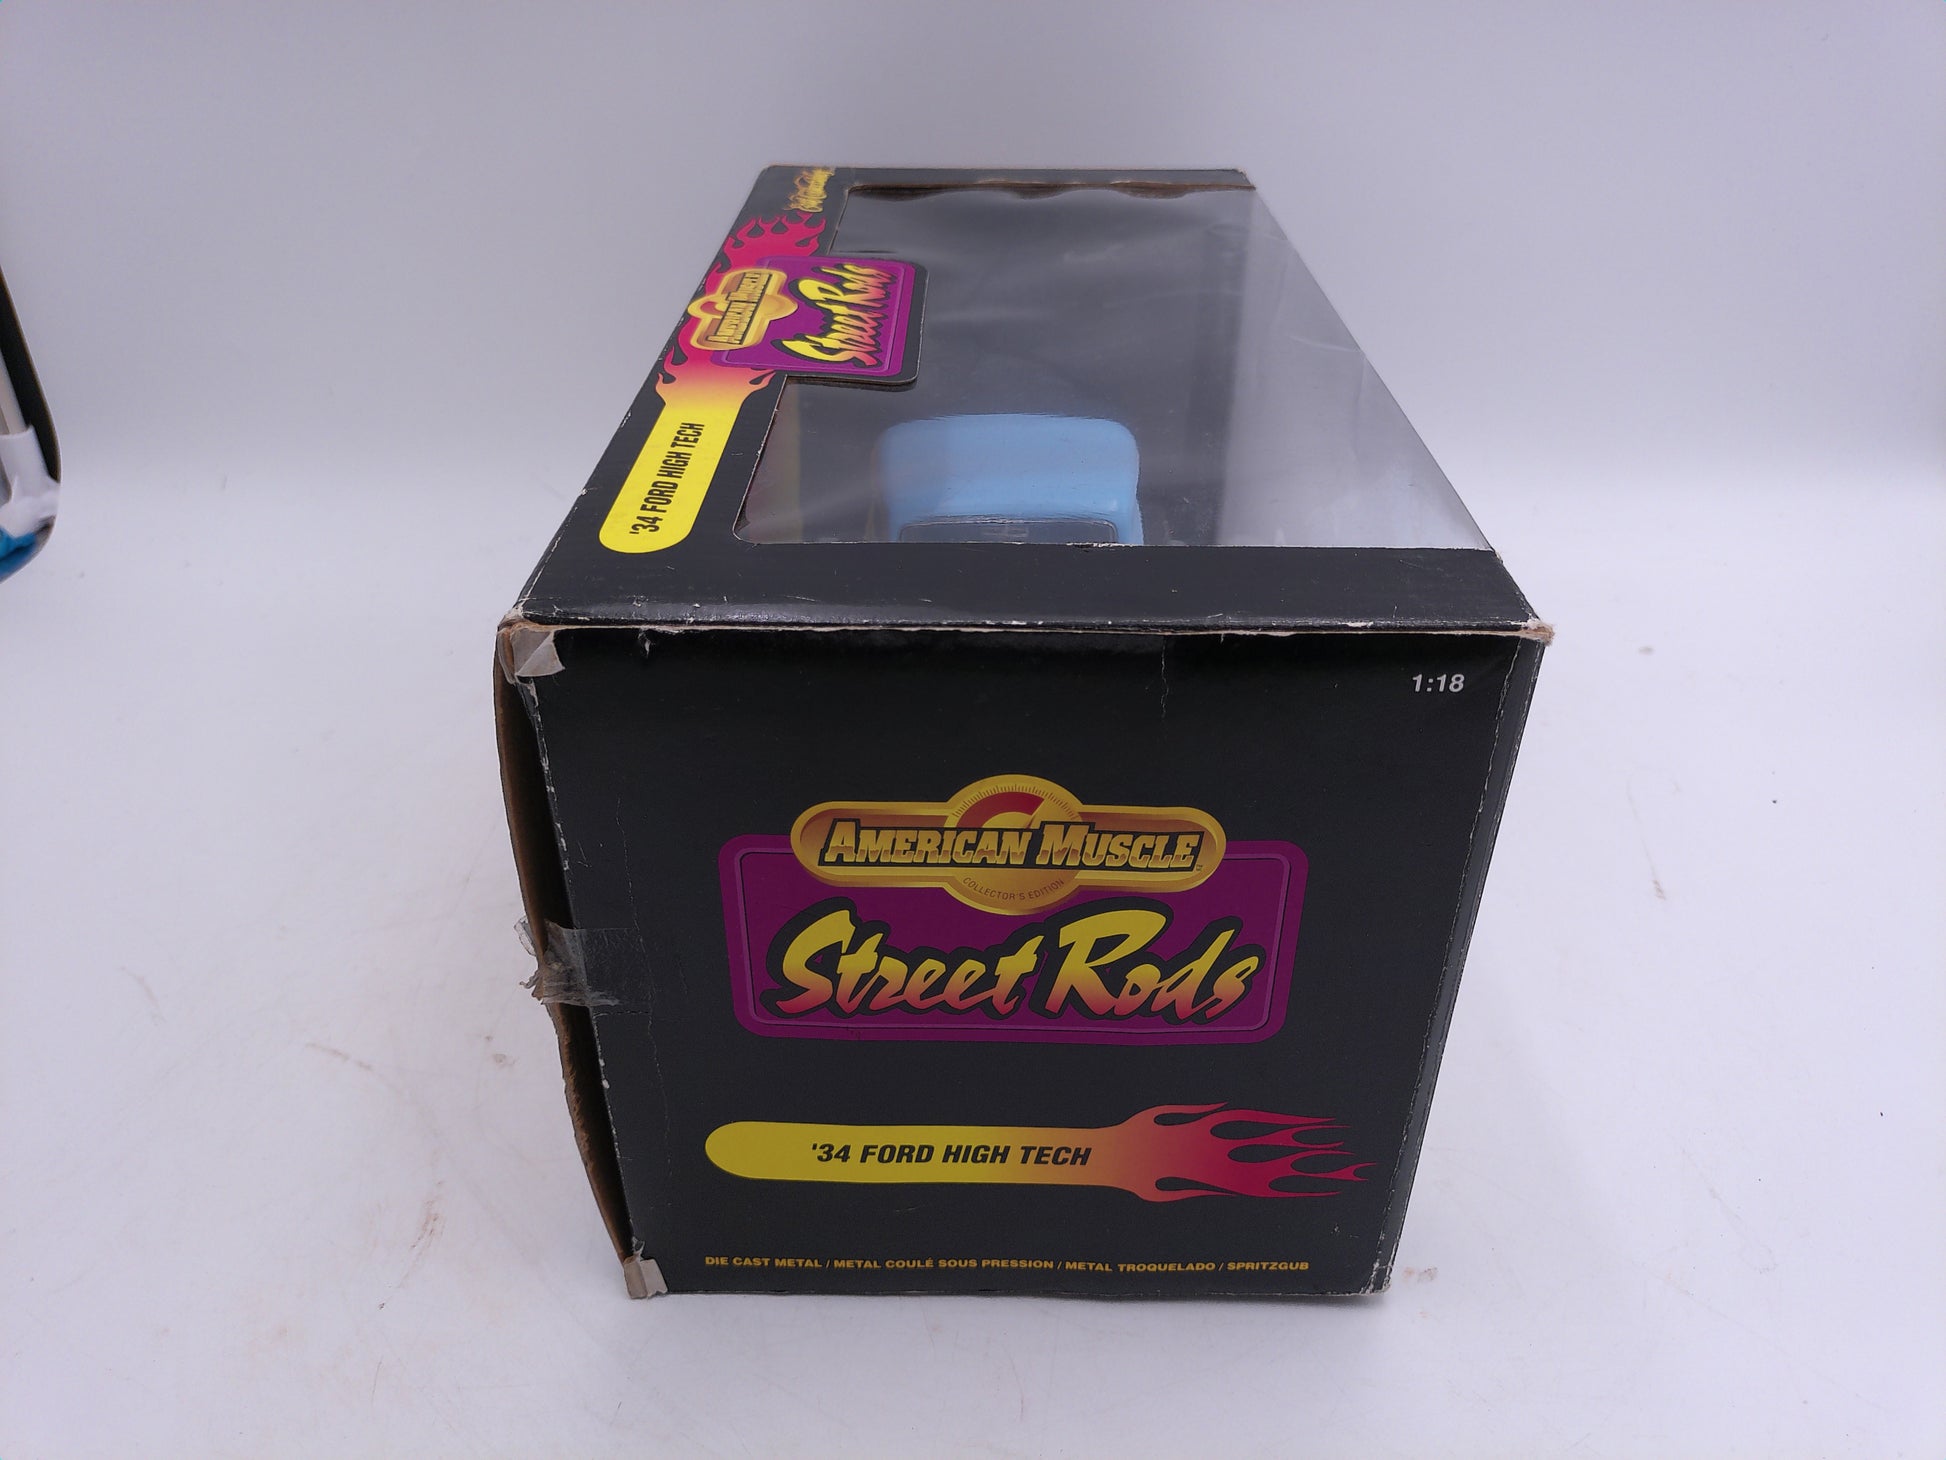 AMERICAN MUSCLE
Street Rods
'34 FORD HIGH TECH
1:18
AMERICAN MUSCLE
COLLECTOR'S EDITION
Street Rods
'34 FORD HIGH TECH
DIE CAST METAL / METAL COULÉ SOUS PRESSION / METAL TROQUELADO / SPRITZGUB